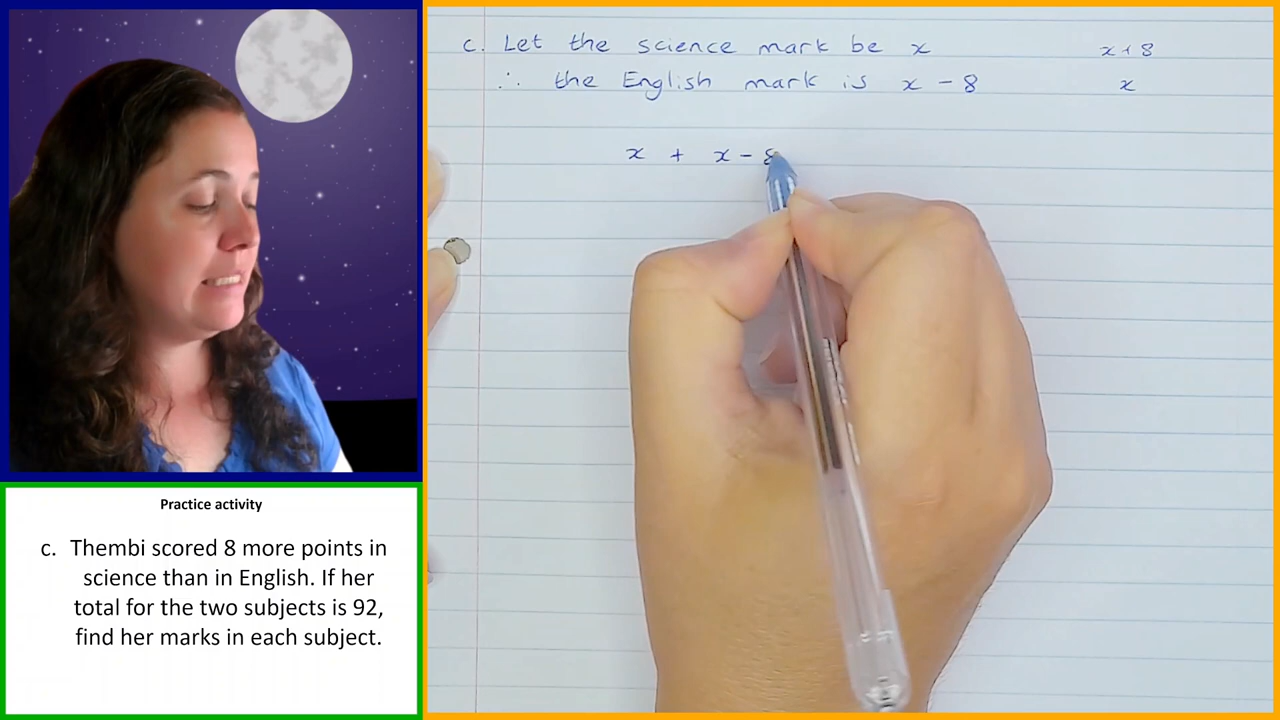 c. Let the science mark be x x+8
∴ the English mark is x - 8 x
x + x - 8
Practice activity
c. Thembi scored 8 more points in
science than in English. If her
total for the two subjects is 92,
find her marks in each subject.